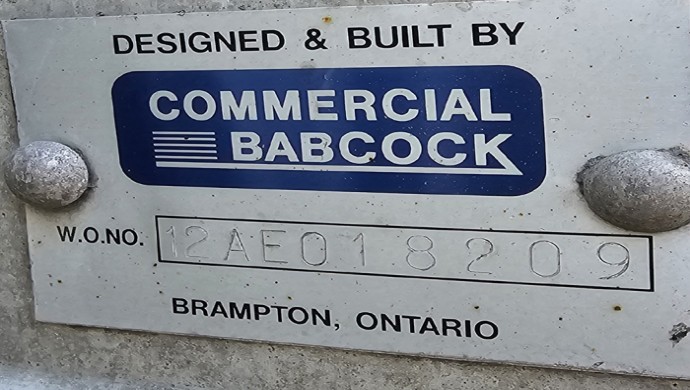 DESIGNED & BUILT BY
COMMERCIAL
BABCOCK
W.O.NO. 12AE018209
BRAMPTON, ONTARIO